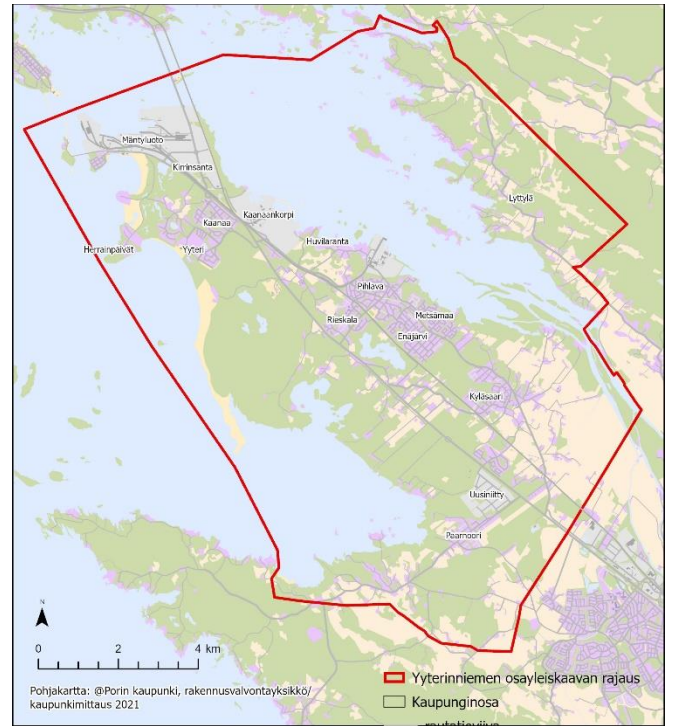 Mäntyluoto
Kirrinsanta
Lyttylä
Kaanaa
Kaanaankorpi
Herrainpäivät
Yyteri
Huvilaranta
Pihlava
Rieskala
Metsämaa
Enäjärvi
Kyläsaari
Uusiniitty
Paarnoori
N
0 2 4 km
Yyterinniemen osayleiskaavan rajaus
Pohjakartta: @Porin kaupunki, rakennusvalvontayksikkö/
kaupunkimittaus 2021
Kaupunginosa